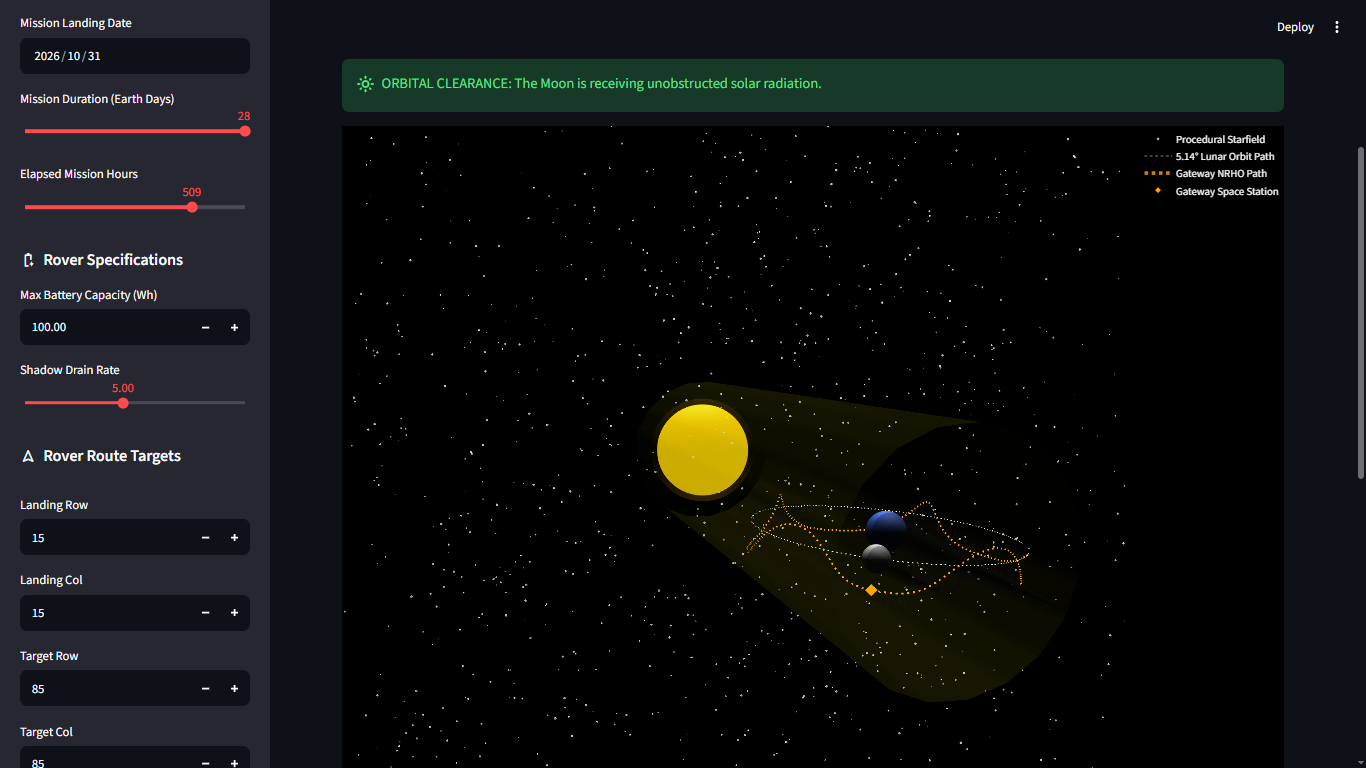 Mission Landing Date
2026 / 10 / 31
Mission Duration (Earth Days)
28
Elapsed Mission Hours
509
Rover Specifications
Max Battery Capacity (Wh)
100.00
Shadow Drain Rate
5.00
Rover Route Targets
Landing Row
15
Landing Col
15
Target Row
85
Target Col
85
Deploy
ORBITAL CLEARANCE: The Moon is receiving unobstructed solar radiation.
Procedural Starfield
5.14° Lunar Orbit Path
Gateway NRHO Path
Gateway Space Station